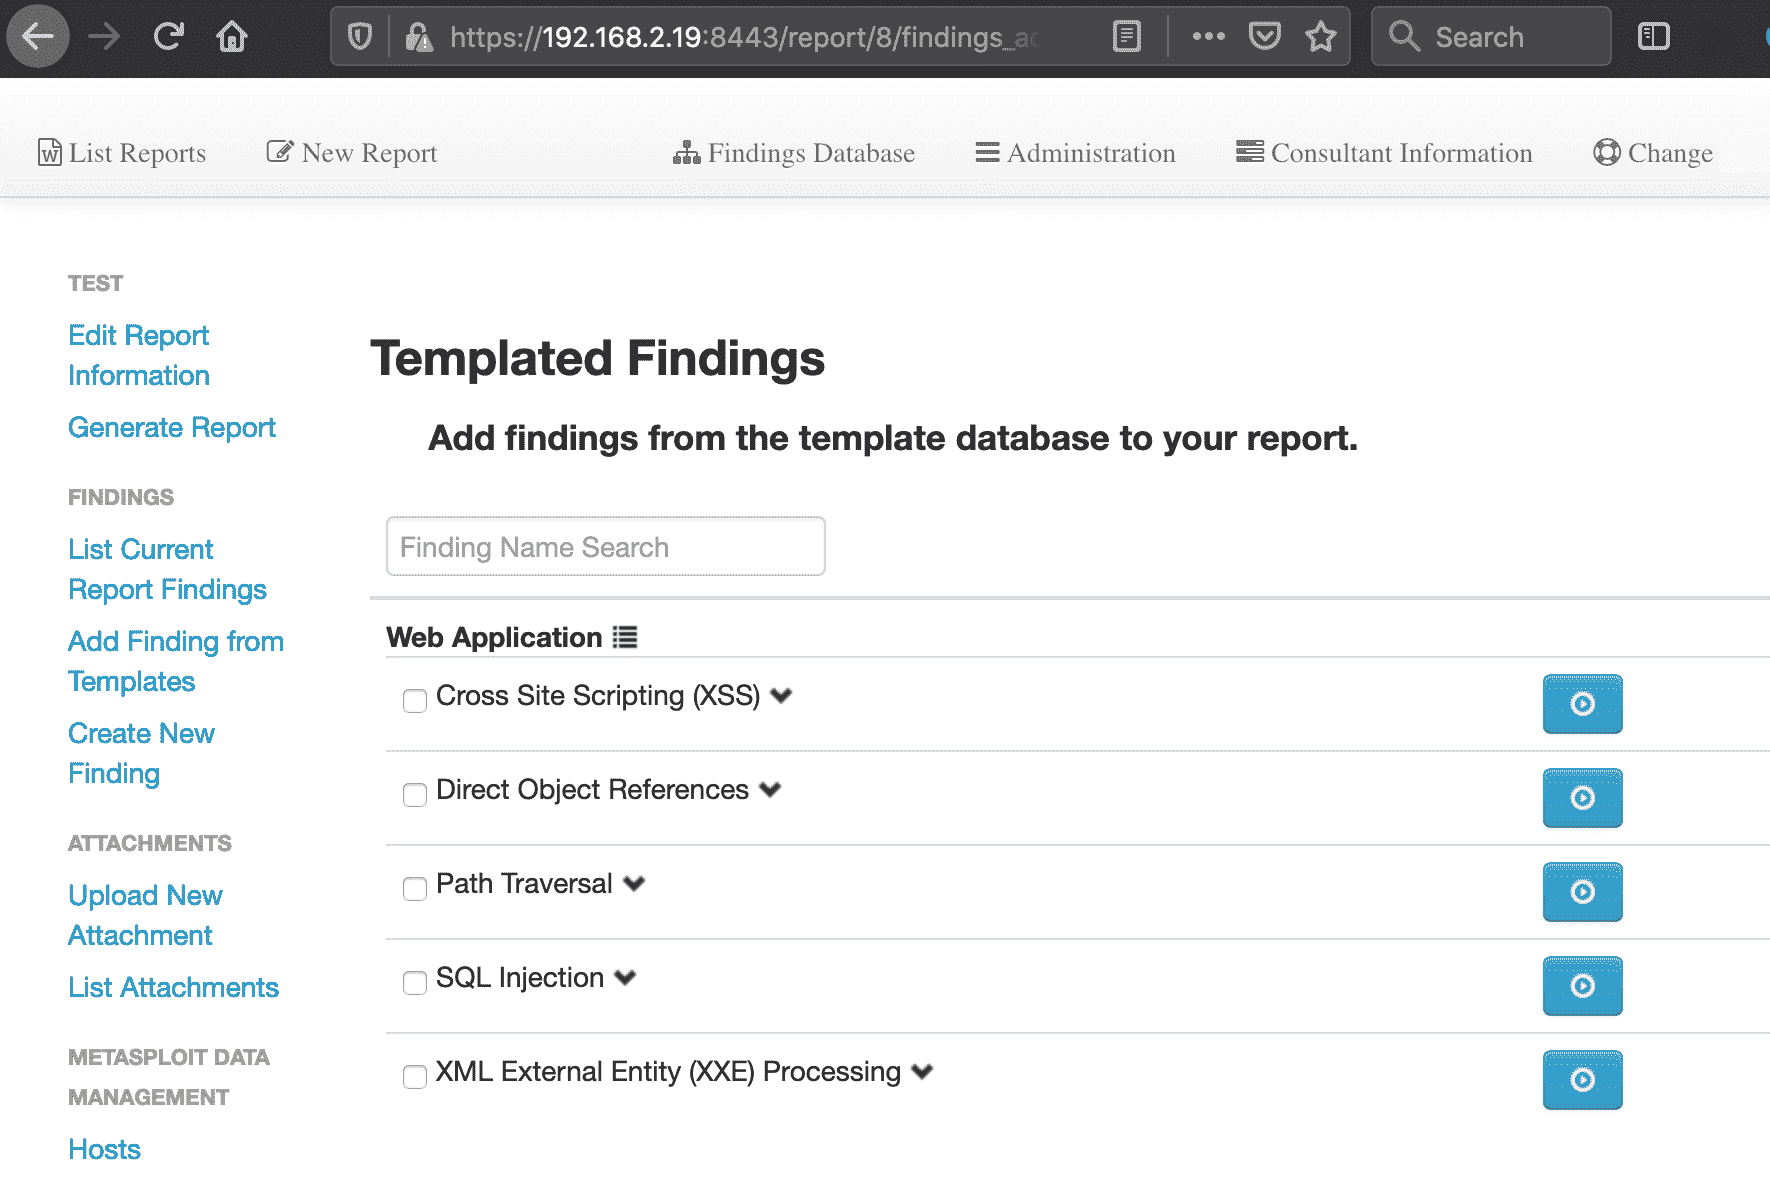 https://192.168.2.19:8443/report/8/findings_a
Search
List Reports
New Report
Findings Database
Administration
Consultant Information
Change
TEST
Edit Report
Information
Generate Report
FINDINGS
List Current
Report Findings
Add Finding from
Templates
Create New
Finding
ATTACHMENTS
Upload New
Attachment
List Attachments
METASPLOIT DATA
MANAGEMENT
Hosts
Templated Findings
Add findings from the template database to your report.
Finding Name Search
Web Application
Cross Site Scripting (XSS)
Direct Object References
Path Traversal
SQL Injection
XML External Entity (XXE) Processing